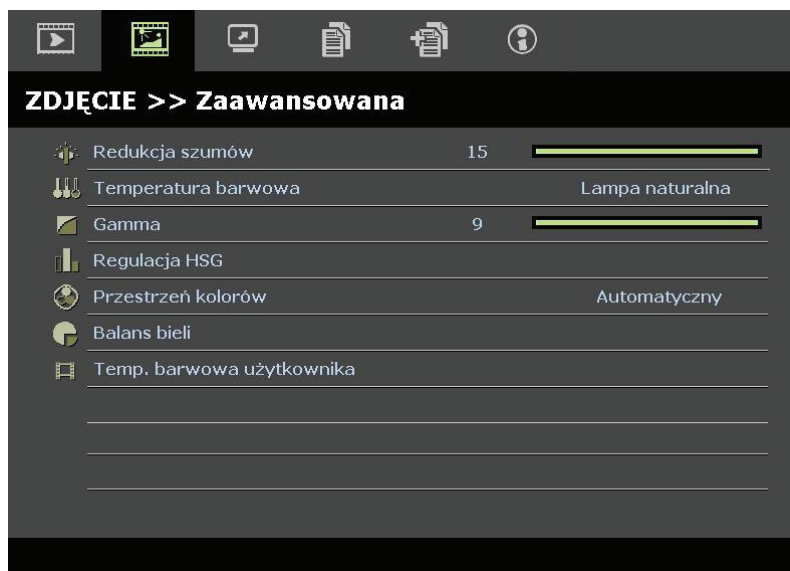 ZDJĘCIE >> Zaawansowana
Redukcja szumów 15
Temperatura barwowa Lampa naturalna
Gamma 9
Regulacja HSG
Przestrzeń kolorów Automatyczny
Balans bieli
Temp. barwowa użytkownika